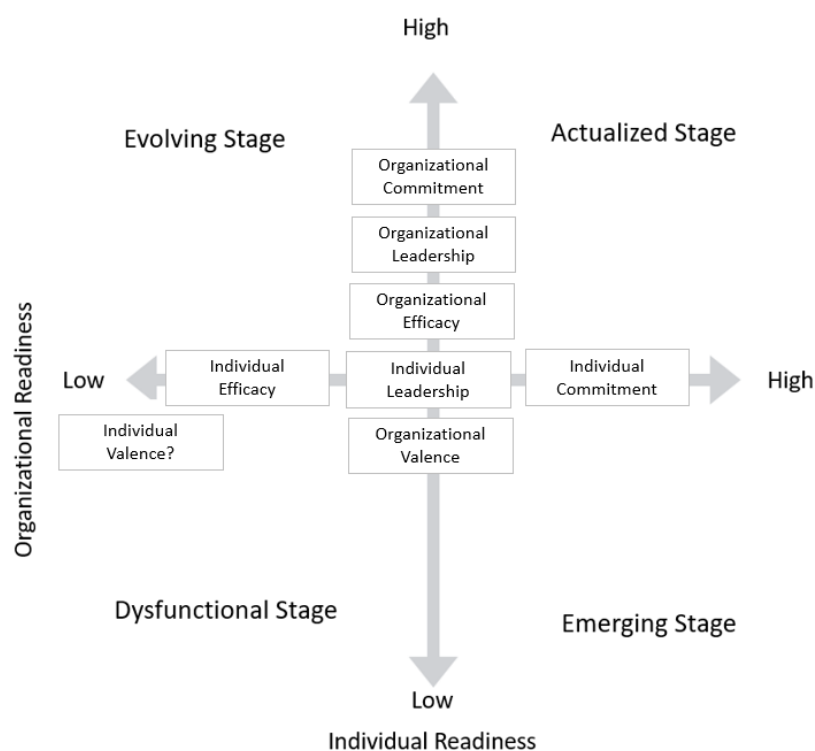 High
Evolving Stage
Actualized Stage
Organizational
Commitment
Organizational
Leadership
Organizational
Efficacy
Organizational Readiness
Low
Individual
Efficacy
Individual
Leadership
Individual
Commitment
High
Individual
Valence?
Organizational
Valence
Dysfunctional Stage
Emerging Stage
Low
Individual Readiness